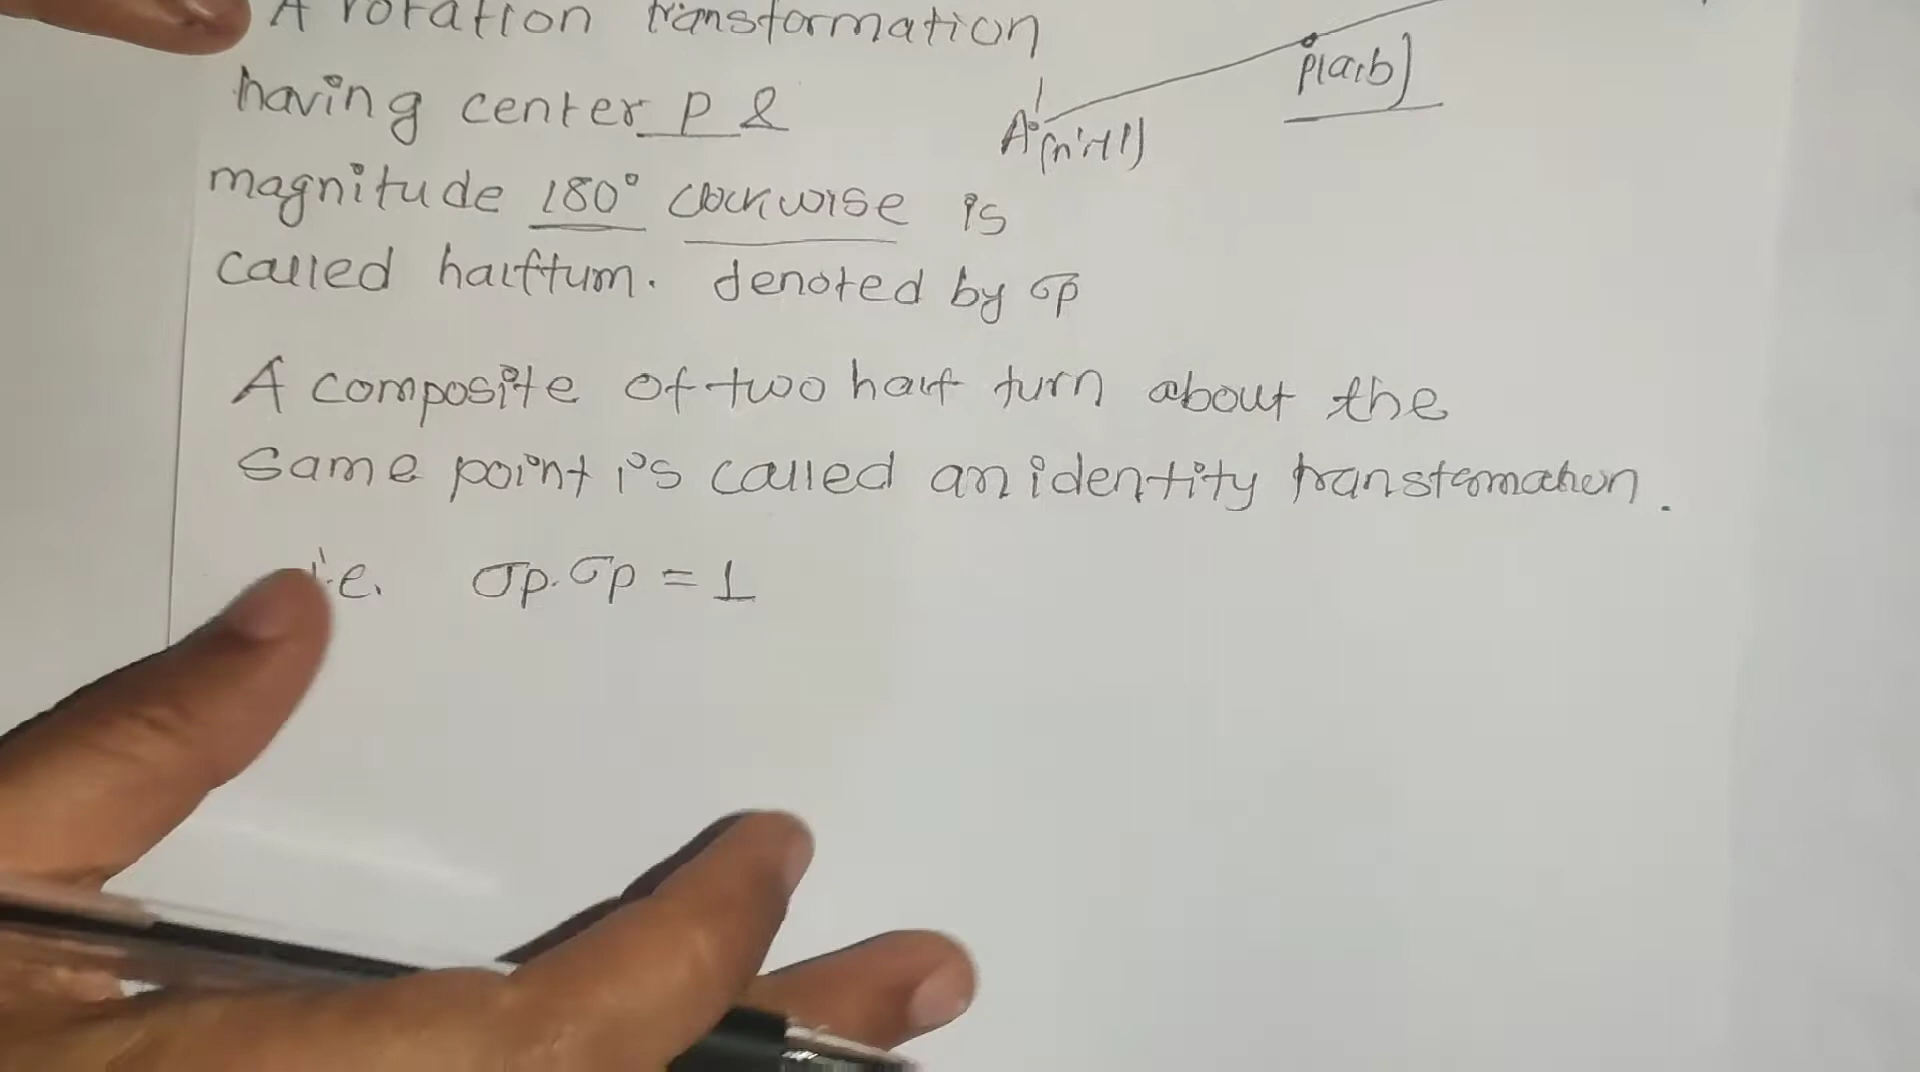 A rotation transformation
having center P &
P(a,b)
A'(x',y')
magnitude 180° clockwise is
called halfturn. denoted by σp
A composite of two half turn about the
same point is called an identity transformation.
i.e. σp.σp = 1